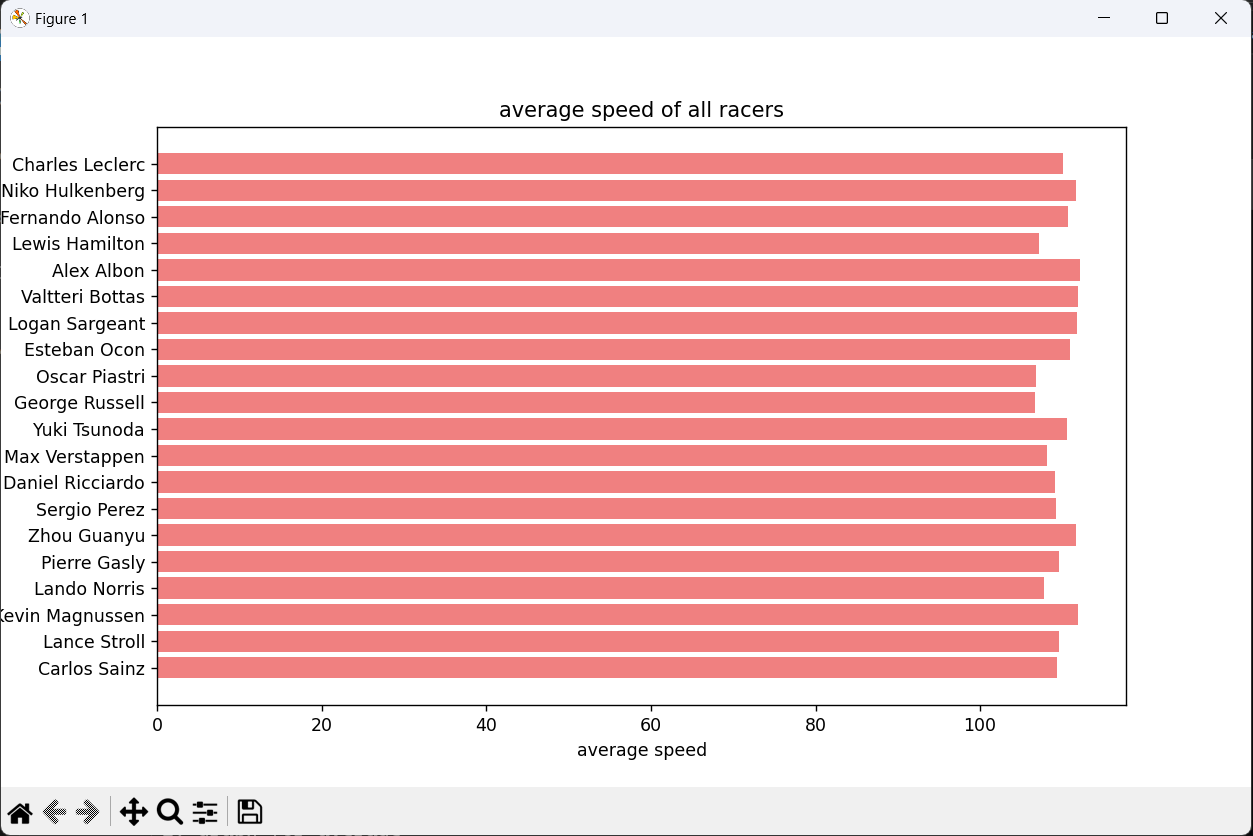 Figure 1
average speed of all racers
Charles Leclerc
Niko Hulkenberg
Fernando Alonso
Lewis Hamilton
Alex Albon
Valtteri Bottas
Logan Sargeant
Esteban Ocon
Oscar Piastri
George Russell
Yuki Tsunoda
Max Verstappen
Daniel Ricciardo
Sergio Perez
Zhou Guanyu
Pierre Gasly
Lando Norris
Kevin Magnussen
Lance Stroll
Carlos Sainz
0 20 40 60 80 100
average speed